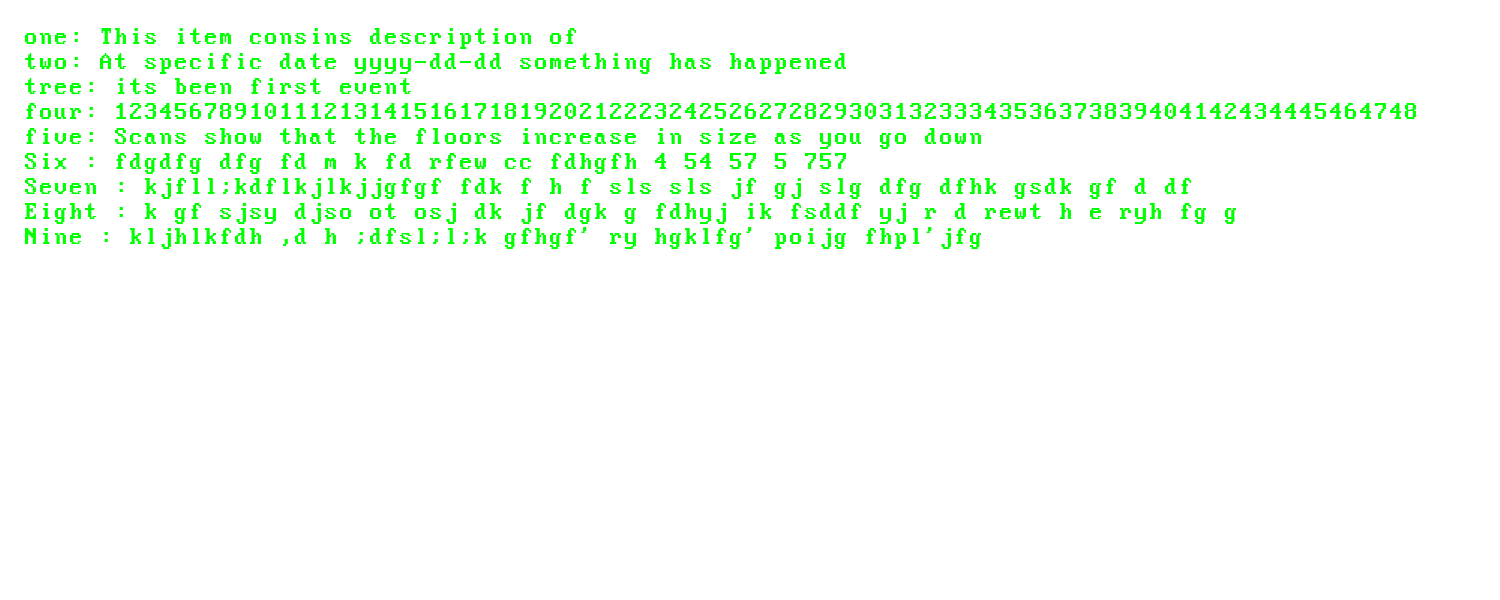 one: This item consins description of
two: At specific date yyyy-dd-dd something has happened
tree: its been first event
four: 123456789101112131415161718192021222324252627282930313233343536373839404142434445464748
five: Scans show that the floors increase in size as you go down
Six : fdgdfg dfg fd m k fd rfew cc fdhgfh 4 54 57 5 757
Seven : kjfll;kdflkjlkjjgfgf fdk f h f sls sls jf gj slg dfg dfhk gsdk gf d df
Eight : k gf sjsy djso ot osj dk jf dgk g fdhyj ik fsddf yj r d rewt h e ryh fg g
Nine : kljhlkfdh ,d h ;dfsl;l;k gfhgf' ry hgklfg' poijg fhpl'jfg